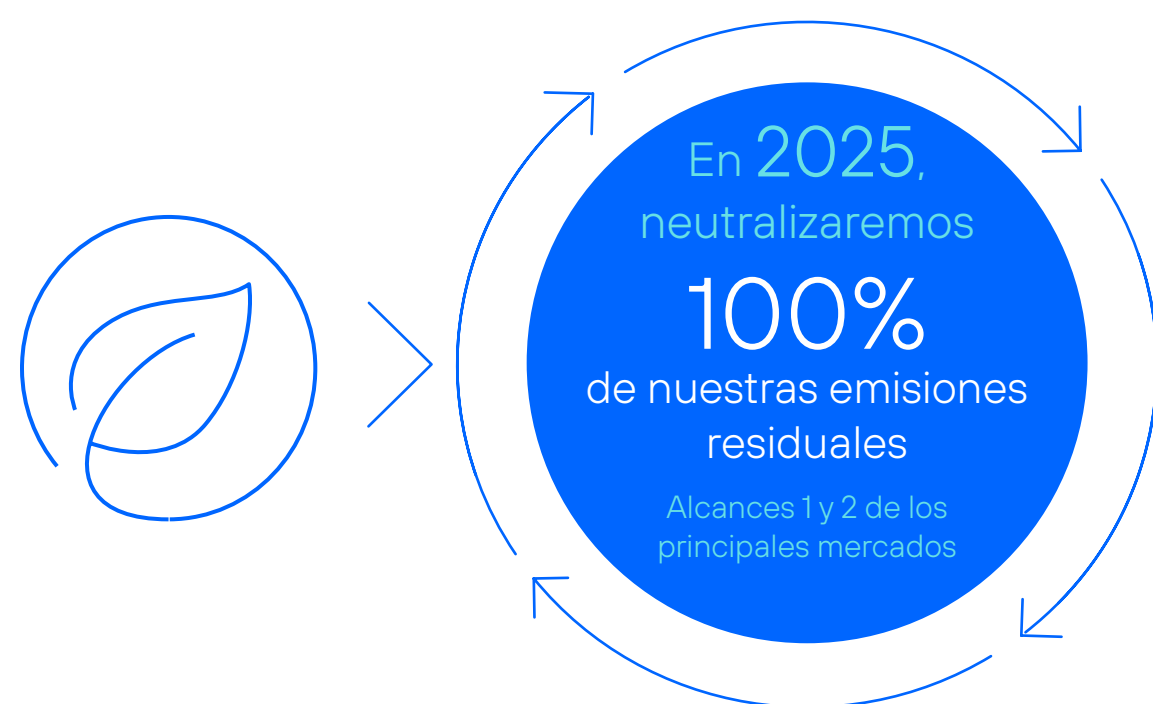 En 2025,
neutralizaremos
100%
de nuestras emisiones
residuales
Alcances 1 y 2 de los
principales mercados